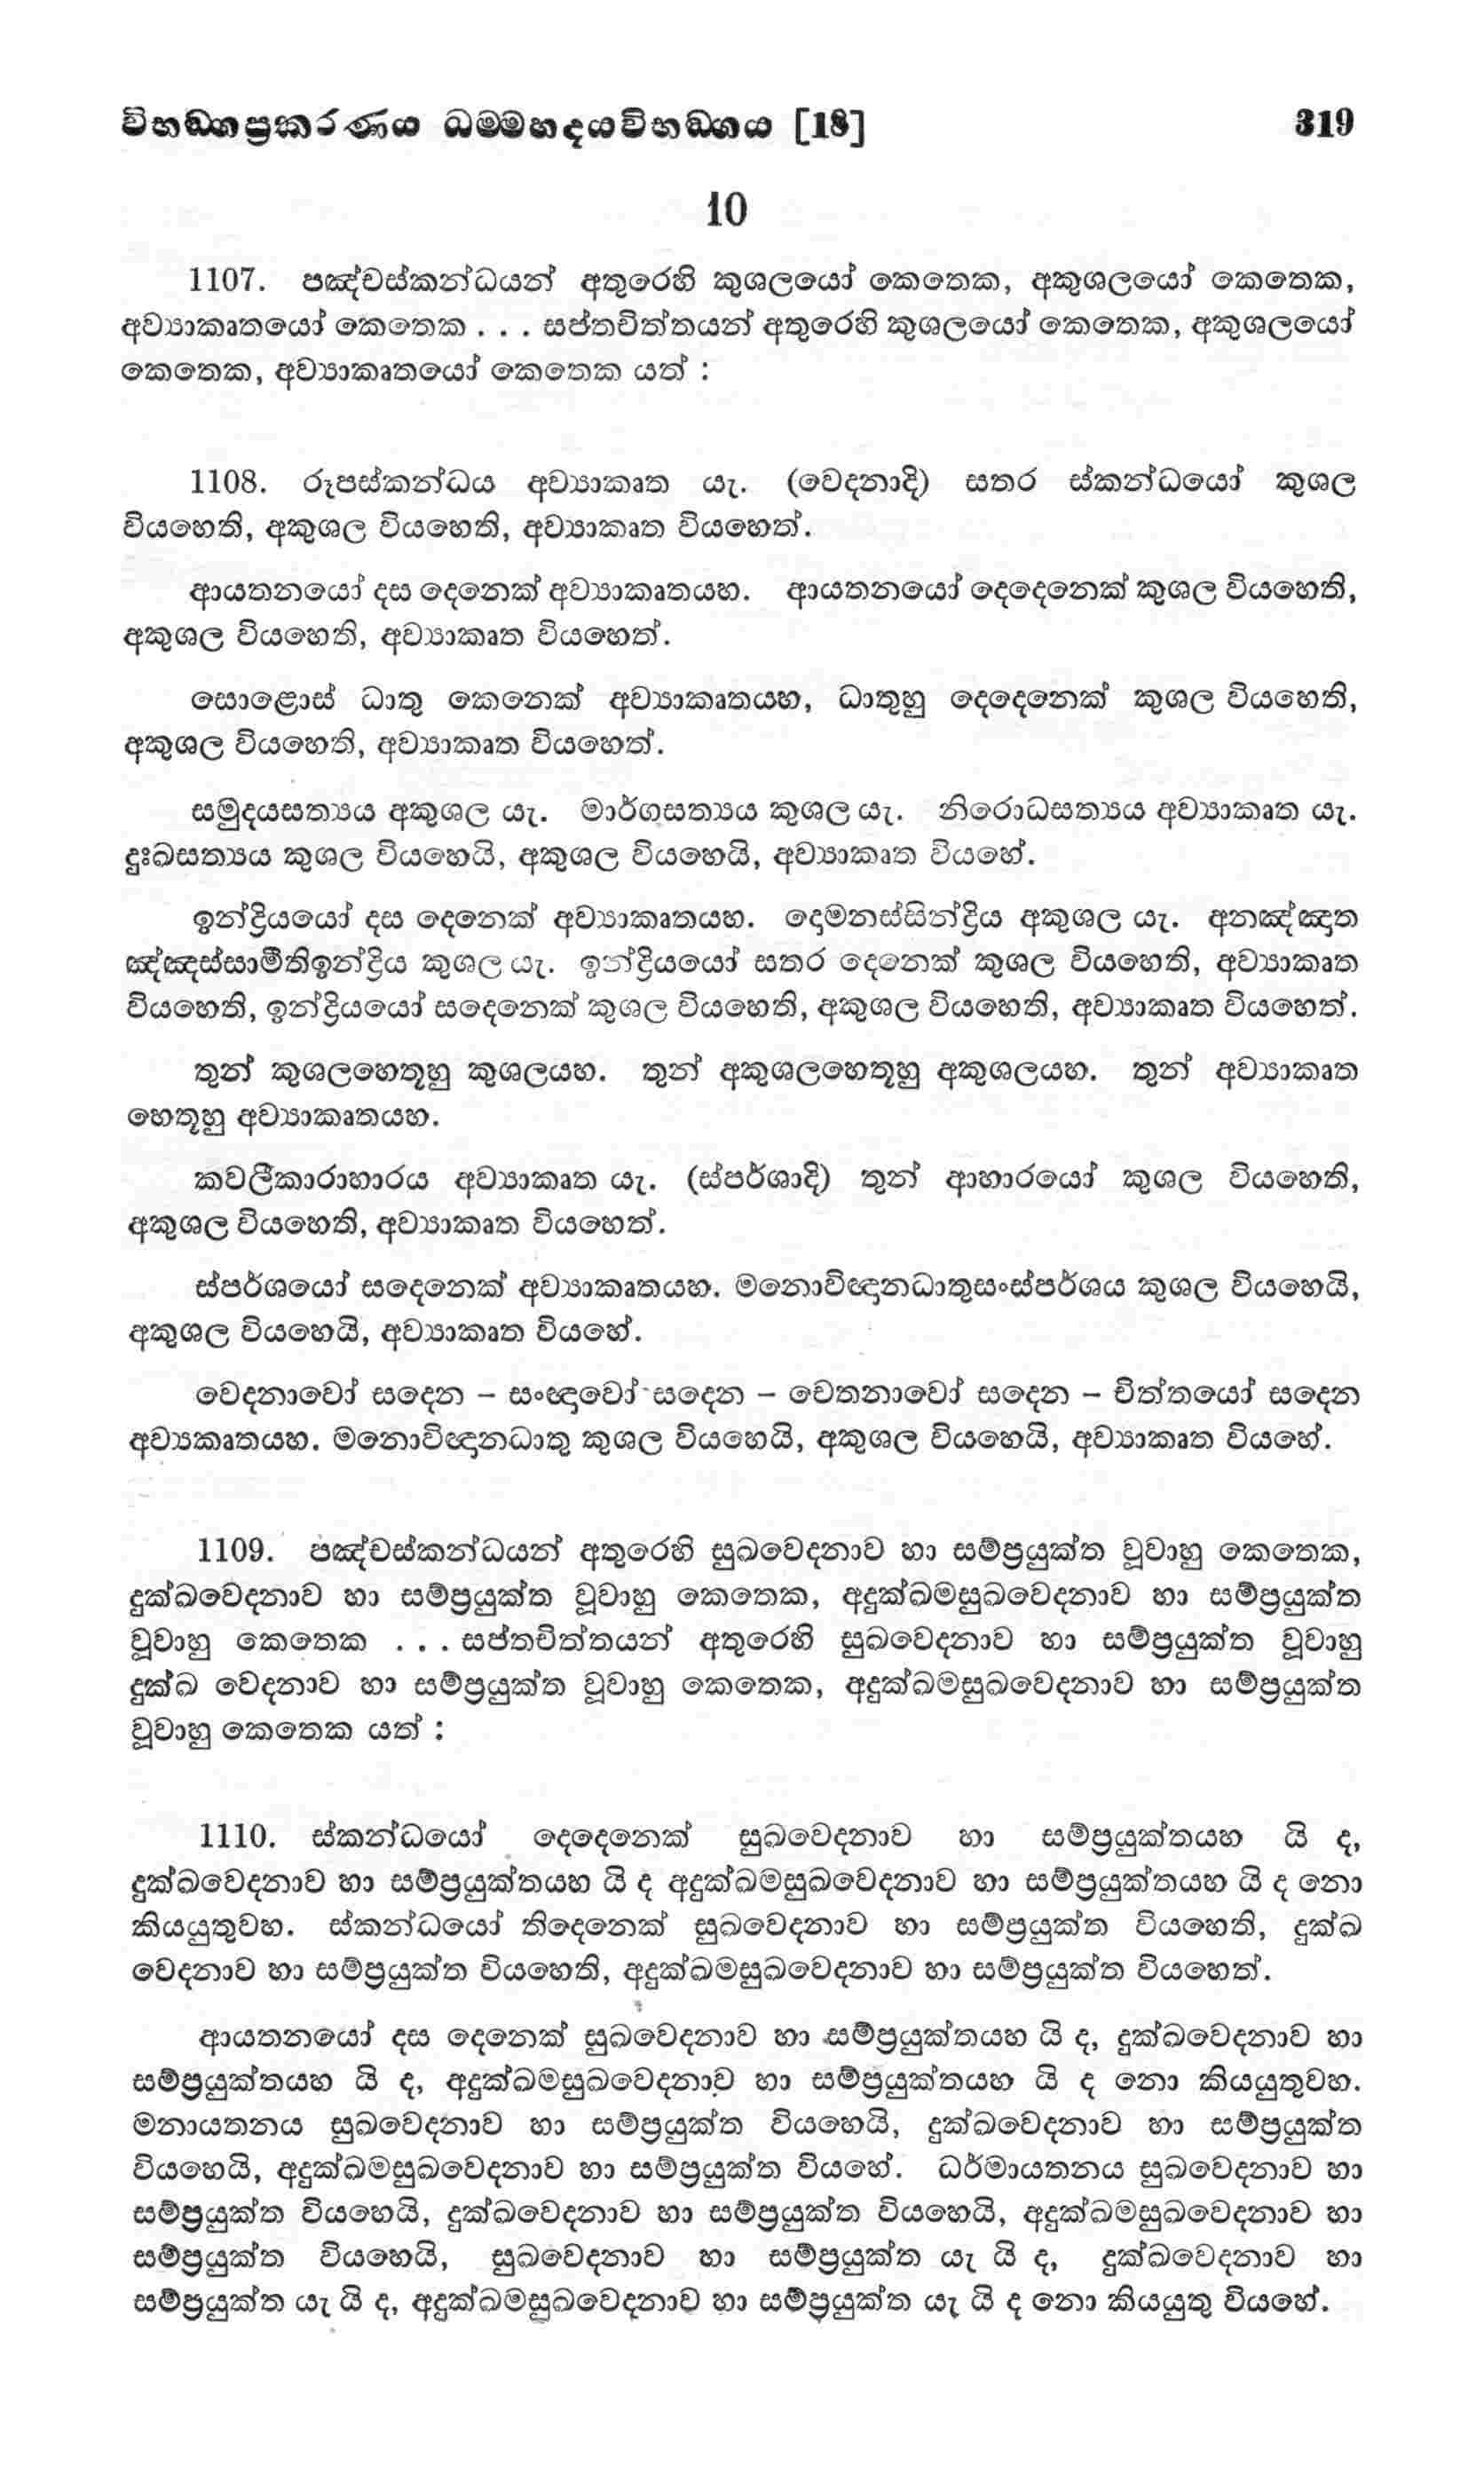 විභඞ්ගප්‍රකරණය ධම්මහදයවිභඞ්ගය [18] 319
10
1107. පඤ්චස්කන්ධයන් අතුරෙහි කුශලයෝ කෙතෙක, අකුශලයෝ කෙතෙක,
අව්‍යාකෘතයෝ කෙතෙක . . . සප්තචිත්තයන් අතුරෙහි කුශලයෝ කෙතෙක, අකුශලයෝ
කෙතෙක, අව්‍යාකෘතයෝ කෙතෙක යත් :
1108. රූපස්කන්ධය අව්‍යාකෘත යැ. (වෙදනාදි) සතර ස්කන්ධයෝ කුශල
වියහෙති, අකුශල වියහෙති, අව්‍යාකෘත වියහෙත්.
ආයතනයෝ දස දෙනෙක් අව්‍යාකෘතයහ. ආයතනයෝ දෙදෙනෙක් කුශල වියහෙති,
අකුශල වියහෙති, අව්‍යාකෘත වියහෙත්.
සොළොස් ධාතු කෙනෙක් අව්‍යාකෘතයහ, ධාතුහු දෙදෙනෙක් කුශල වියහෙති,
අකුශල වියහෙති, අව්‍යාකෘත වියහෙත්.
සමුදයසත්‍යය අකුශල යැ. මාර්ගසත්‍යය කුශල යැ. නිරොධසත්‍යය අව්‍යාකෘත යැ.
දුඃඛසත්‍යය කුශල වියහෙයි, අකුශල වියහෙයි, අව්‍යාකෘත වියහේ.
ඉන්ද්‍රියයෝ දස දෙනෙක් අව්‍යාකෘතයහ. දොමනස්සින්ද්‍රිය අකුශල යැ. අනඤ්ඤාත
ඤ්ඤස්සාමීතිඉන්ද්‍රිය කුශල යැ. ඉන්ද්‍රියයෝ සතර දෙනෙක් කුශල වියහෙති, අව්‍යාකෘත
වියහෙති, ඉන්ද්‍රියයෝ සදෙනෙක් කුශල වියහෙති, අකුශල වියහෙති, අව්‍යාකෘත වියහෙත්.
තුන් කුශලහෙතූහු කුශලයහ. තුන් අකුශලහෙතූහු අකුශලයහ. තුන් අව්‍යාකෘත
හෙතූහු අව්‍යාකෘතයහ.
කවලීකාරාහාරය අව්‍යාකෘත යැ. (ස්පර්ශාදි) තුන් ආහාරයෝ කුශල වියහෙති,
අකුශල වියහෙති, අව්‍යාකෘත වියහෙත්.
ස්පර්ශයෝ සදෙනෙක් අව්‍යාකෘතයහ. මනොවිඥානධාතුසංස්පර්ශය කුශල වියහෙයි,
අකුශල වියහෙයි, අව්‍යාකෘත වියහේ.
වෙදනාවෝ සදෙන – සංඥාවෝ සදෙන – චෙතනාවෝ සදෙන – චිත්තයෝ සදෙන
අව්‍යකෘතයහ. මනොවිඥානධාතු කුශල වියහෙයි, අකුශල වියහෙයි, අව්‍යාකෘත වියහේ.
1109. පඤ්චස්කන්ධයන් අතුරෙහි සුඛවෙදනාව හා සම්ප්‍රයුක්ත වූවාහු කෙතෙක,
දුක්ඛවෙදනාව හා සම්ප්‍රයුක්ත වූවාහු කෙතෙක, අදුක්ඛමසුඛවෙදනාව හා සම්ප්‍රයුක්ත
වූවාහු කෙතෙක . . . සප්තචිත්තයන් අතුරෙහි සුඛවෙදනාව හා සම්ප්‍රයුක්ත වූවාහු
දුක්ඛ වෙදනාව හා සම්ප්‍රයුක්ත වූවාහු කෙතෙක, අදුක්ඛමසුඛවෙදනාව හා සම්ප්‍රයුක්ත
වූවාහු කෙතෙක යත් :
1110. ස්කන්ධයෝ දෙදෙනෙක් සුඛවෙදනාව හා සම්ප්‍රයුක්තයහ යි ද,
දුක්ඛවෙදනාව හා සම්ප්‍රයුක්තයහ යි ද අදුක්ඛමසුඛවෙදනාව හා සම්ප්‍රයුක්තයහ යි ද නො
කියයුතුවහ. ස්කන්ධයෝ තිදෙනෙක් සුඛවෙදනාව හා සම්ප්‍රයුක්ත වියහෙති, දුක්ඛ
වෙදනාව හා සම්ප්‍රයුක්ත වියහෙති, අදුක්ඛමසුඛවෙදනාව හා සම්ප්‍රයුක්ත වියහෙත්.
ආයතනයෝ දස දෙනෙක් සුඛවෙදනාව හා සම්ප්‍රයුක්තයහ යි ද, දුක්ඛවෙදනාව හා
සම්ප්‍රයුක්තයහ යි ද, අදුක්ඛමසුඛවෙදනාව හා සම්ප්‍රයුක්තයහ යි ද නො කියයුතුවහ.
මනායතනය සුඛවෙදනාව හා සම්ප්‍රයුක්ත වියහෙයි, දුක්ඛවෙදනාව හා සම්ප්‍රයුක්ත
වියහෙයි, අදුක්ඛමසුඛවෙදනාව හා සම්ප්‍රයුක්ත වියහේ. ධර්මායතනය සුඛවෙදනාව හා
සම්ප්‍රයුක්ත වියහෙයි, දුක්ඛවෙදනාව හා සම්ප්‍රයුක්ත වියහෙයි, අදුක්ඛමසුඛවෙදනාව හා
සම්ප්‍රයුක්ත වියහෙයි, සුඛවෙදනාව හා සම්ප්‍රයුක්ත යැ යි ද, දුක්ඛවෙදනාව හා
සම්ප්‍රයුක්ත යැ යි ද, අදුක්ඛමසුඛවෙදනාව හා සම්ප්‍රයුක්ත යැ යි ද නො කියයුතු වියහේ.